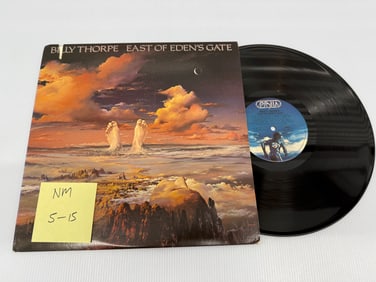 BILLY THORPE EAST OF EDEN'S GATE
NM
5-15
PASHA